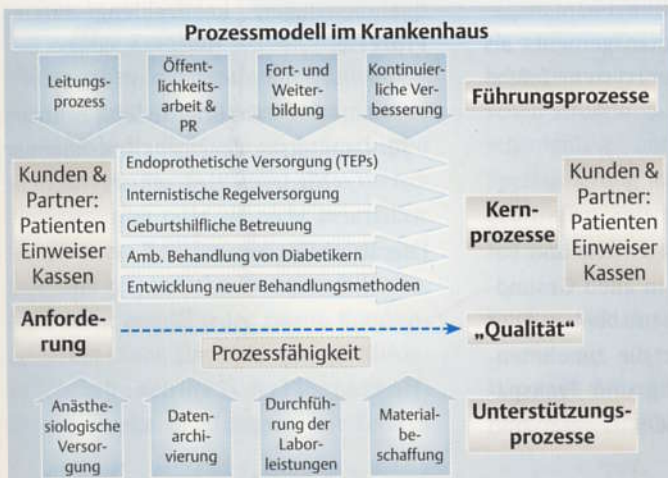 Prozessmodell im Krankenhaus
Leitungs-
prozess
Öffent-
lichkeits-
arbeit &
PR
Fort- und
Weiter-
bildung
Kontinuier-
liche Ver-
besserung
Führungsprozesse
Kunden &
Partner:
Patienten
Einweiser
Kassen
Endoprothetische Versorgung (TEPs)
Internistische Regelversorgung
Geburtshilfliche Betreuung
Amb. Behandlung von Diabetikern
Entwicklung neuer Behandlungsmethoden
Kern-
prozesse
Kunden &
Partner:
Patienten
Einweiser
Kassen
Anforde-
rung
„Qualität“
Prozessfähigkeit
Anästhe-
siologische
Versor-
gung
Daten-
archi-
vierung
Durchfüh-
rung der
Labor-
leistungen
Material-
be-
schaffung
Unterstützungs-
prozesse